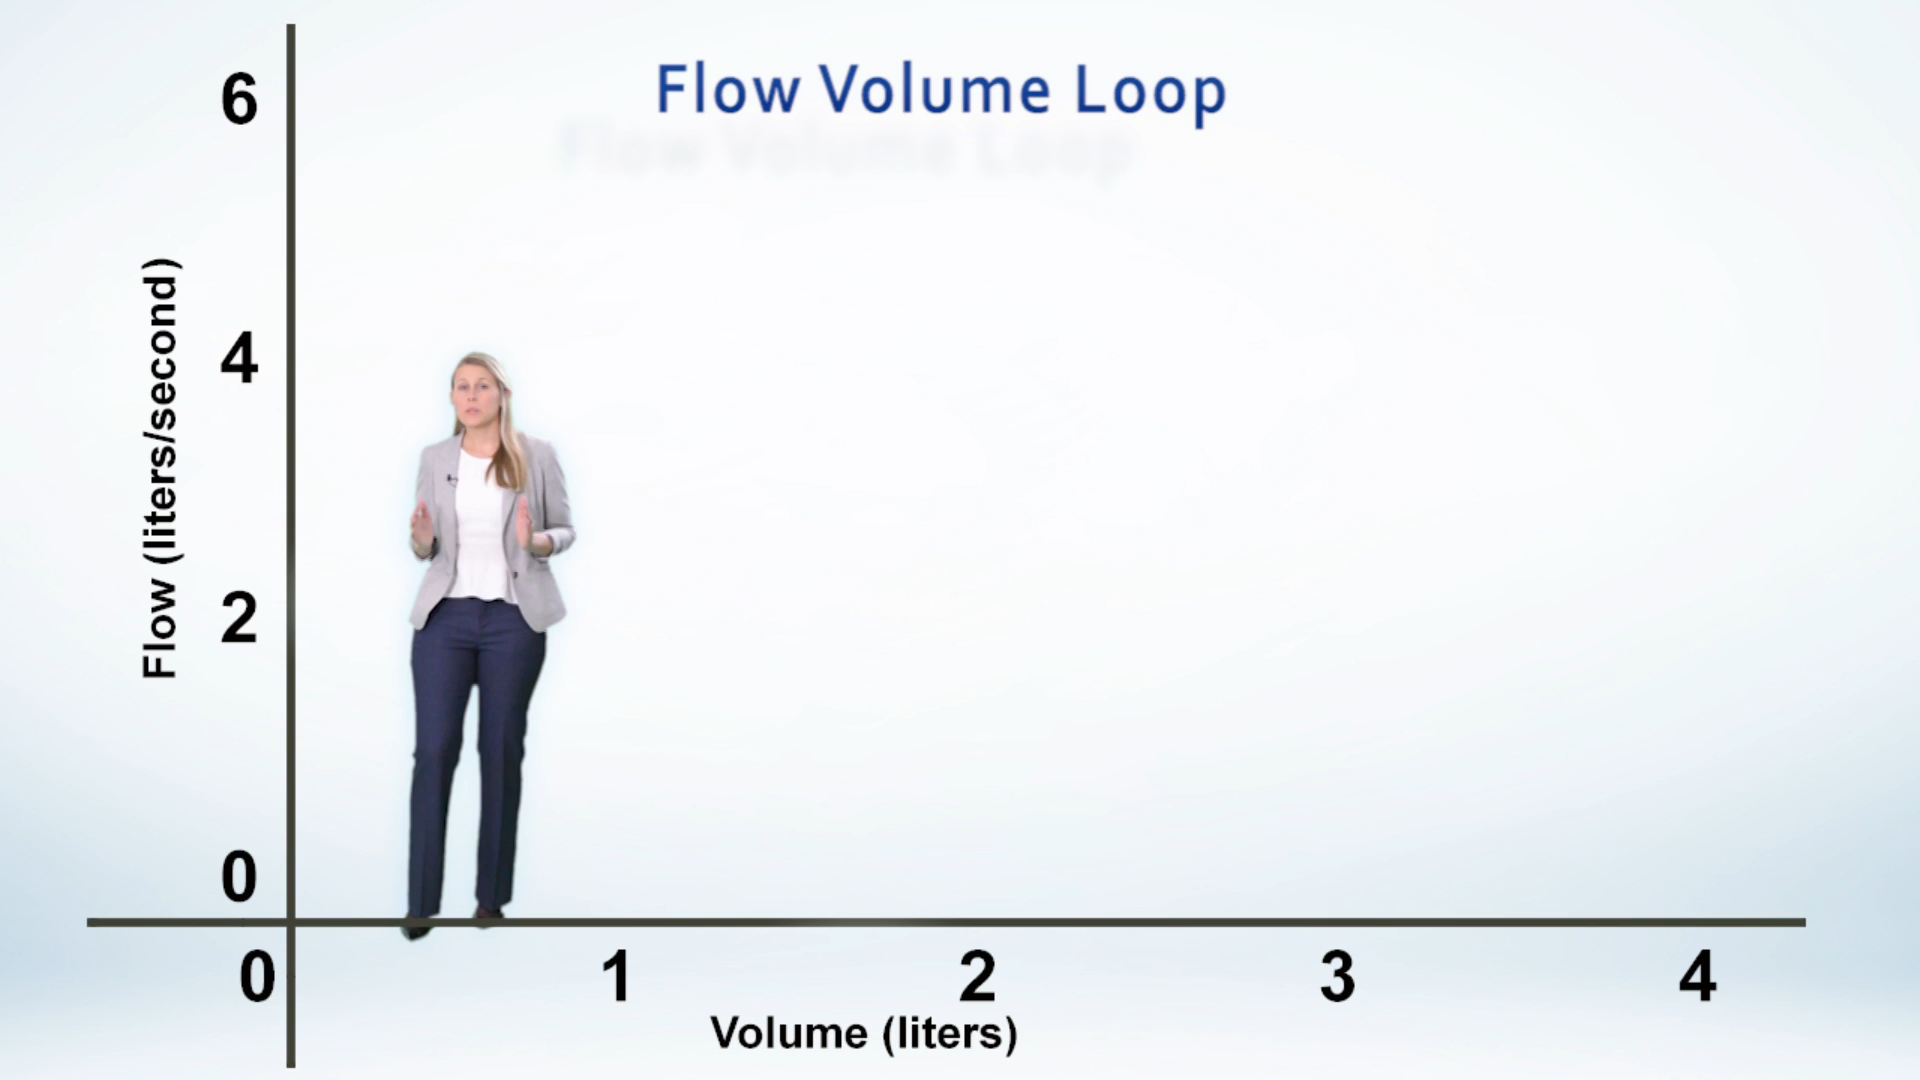 Flow Volume Loop
6
4
2
0
Flow (liters/second)
0 1 2 3 4
Volume (liters)